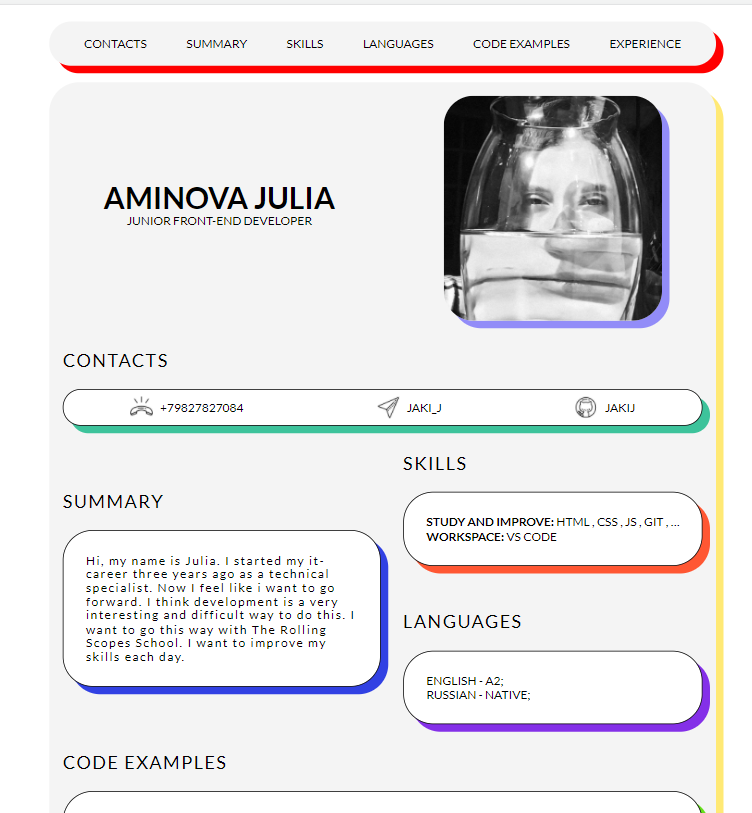 CONTACTS SUMMARY SKILLS LANGUAGES CODE EXAMPLES EXPERIENCE
AMINOVA JULIA
JUNIOR FRONT-END DEVELOPER
CONTACTS
+79827827084 JAKI_J JAKIJ
SUMMARY
Hi, my name is Julia. I started my it-
career three years ago as a technical
specialist. Now I feel like i want to go
forward. I think development is a very
interesting and difficult way to do this. I
want to go this way with The Rolling
Scopes School. I want to improve my
skills each day.
SKILLS
STUDY AND IMPROVE: HTML , CSS , JS , GIT , ...
WORKSPACE: VS CODE
LANGUAGES
ENGLISH - A2;
RUSSIAN - NATIVE;
CODE EXAMPLES